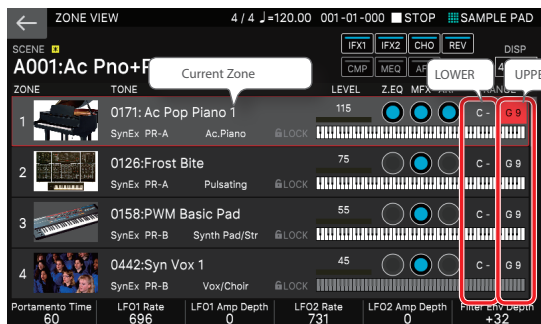 ZONE VIEW 4 / 4 ♩=120.00 001-01-000 STOP SAMPLE PAD
SCENE IFX1 IFX2 CHO REV DISP
A001:Ac Pno+ CMP MEQ 4
Current Zone LOWER UPPE
ZONE TONE LEVEL Z.EQ MFX RANGE
1 0171: Ac Pop Piano 1 115 C - G 9
SynEx PR-A Ac.Piano LOCK
2 0126:Frost Bite 75 C - G 9
SynEx PR-A Pulsating LOCK
3 0158:PWM Basic Pad 55 C - G 9
SynEx PR-B Synth Pad/Str LOCK
4 0442:Syn Vox 1 45 C - G 9
SynEx PR-B Vox/Choir LOCK
Portamento Time LFO1 Rate LFO1 Amp Depth LFO2 Rate LFO2 Amp Depth Filter Env Depth
60 696 0 731 0 +32